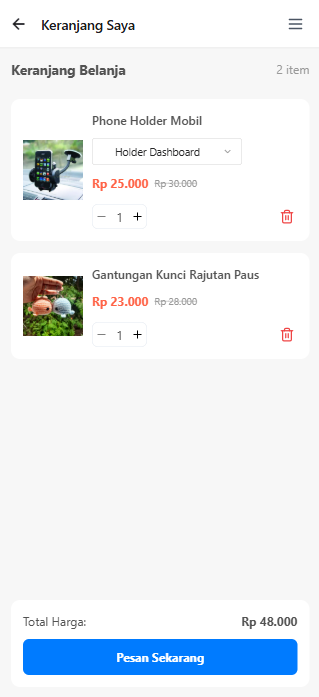 Keranjang Saya
Keranjang Belanja 2 item
Phone Holder Mobil
Holder Dashboard
Rp 25.000 Rp 30.000
1
Gantungan Kunci Rajutan Paus
Rp 23.000 Rp 28.000
1
Total Harga: Rp 48.000
Pesan Sekarang